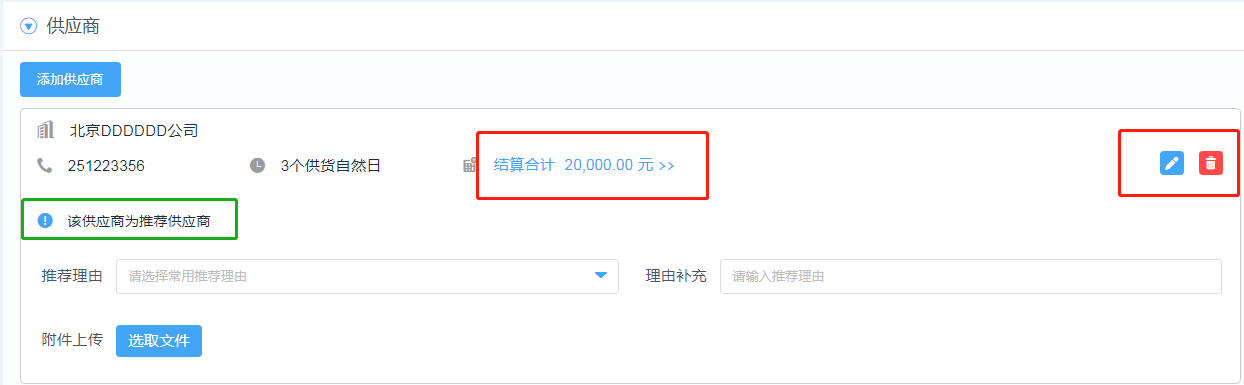 供应商
添加供应商
北京DDDDDD公司
251223356 3个供货自然日 结算合计 20,000.00 元 >>
该供应商为推荐供应商
推荐理由 请选择常用推荐理由 理由补充 请输入推荐理由
附件上传 选取文件